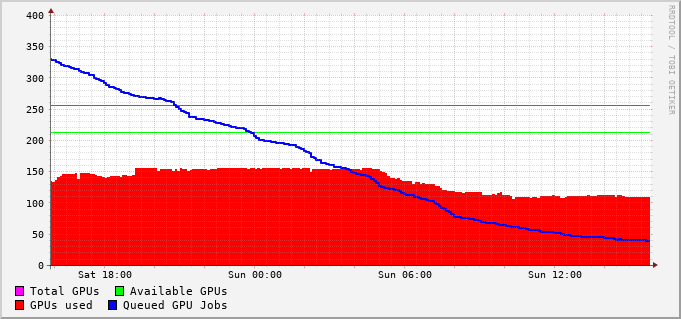 400
350
300
250
200
150
100
50
0
Sat 18:00 Sun 00:00 Sun 06:00 Sun 12:00
Total GPUs Available GPUs
GPUs used Queued GPU Jobs
RRDTOOL / TOBI OETIKER